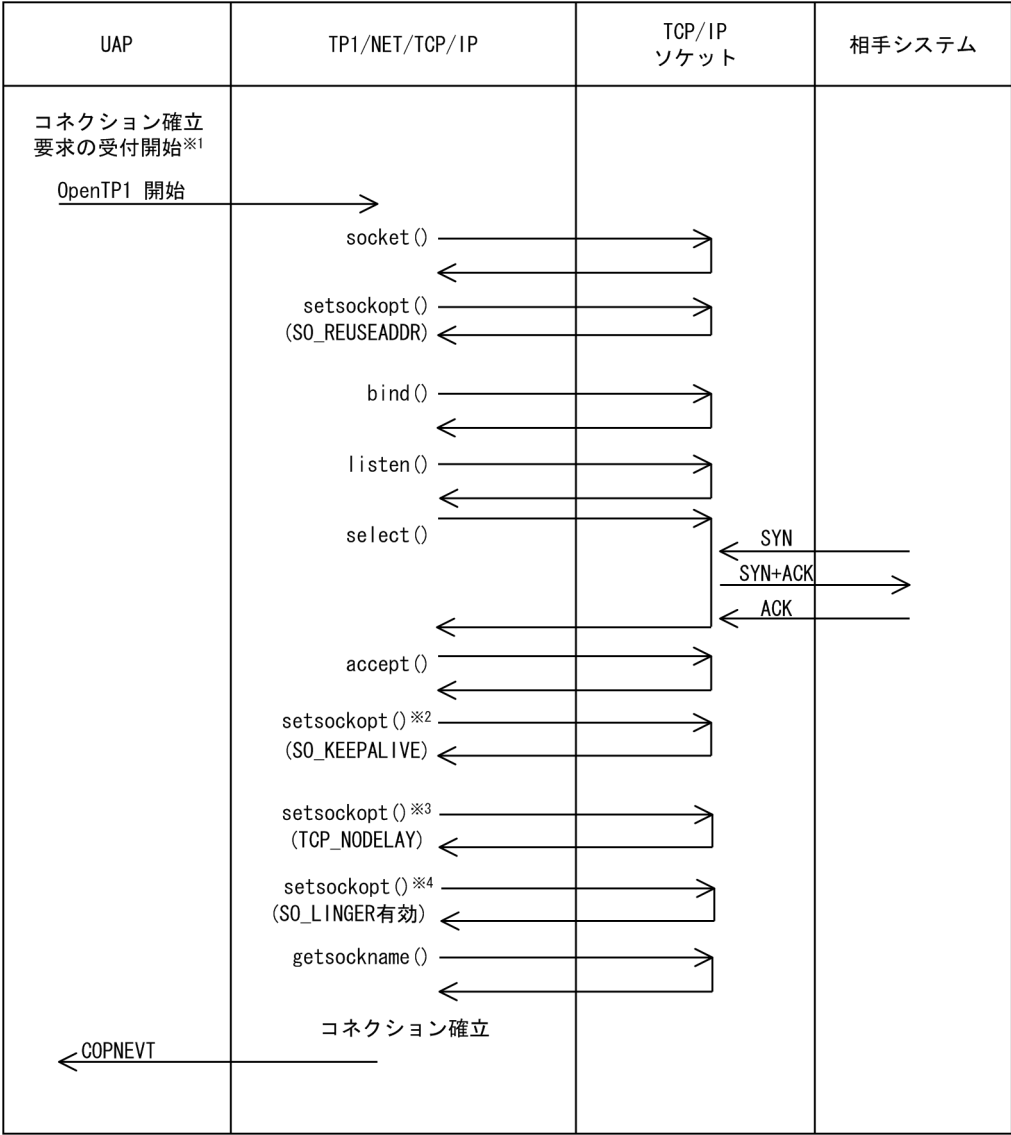 UAP
TP1/NET/TCP/IP
TCP/IP
ソケット
相手システム
コネクション確立
要求の受付開始※1
OpenTP1 開始
socket()
setsockopt()
(SO_REUSEADDR)
bind()
listen()
select()
SYN
SYN+ACK
ACK
accept()
setsockopt()※2
(SO_KEEPALIVE)
setsockopt()※3
(TCP_NODELAY)
setsockopt()※4
(SO_LINGER有効)
getsockname()
コネクション確立
COPNEVT